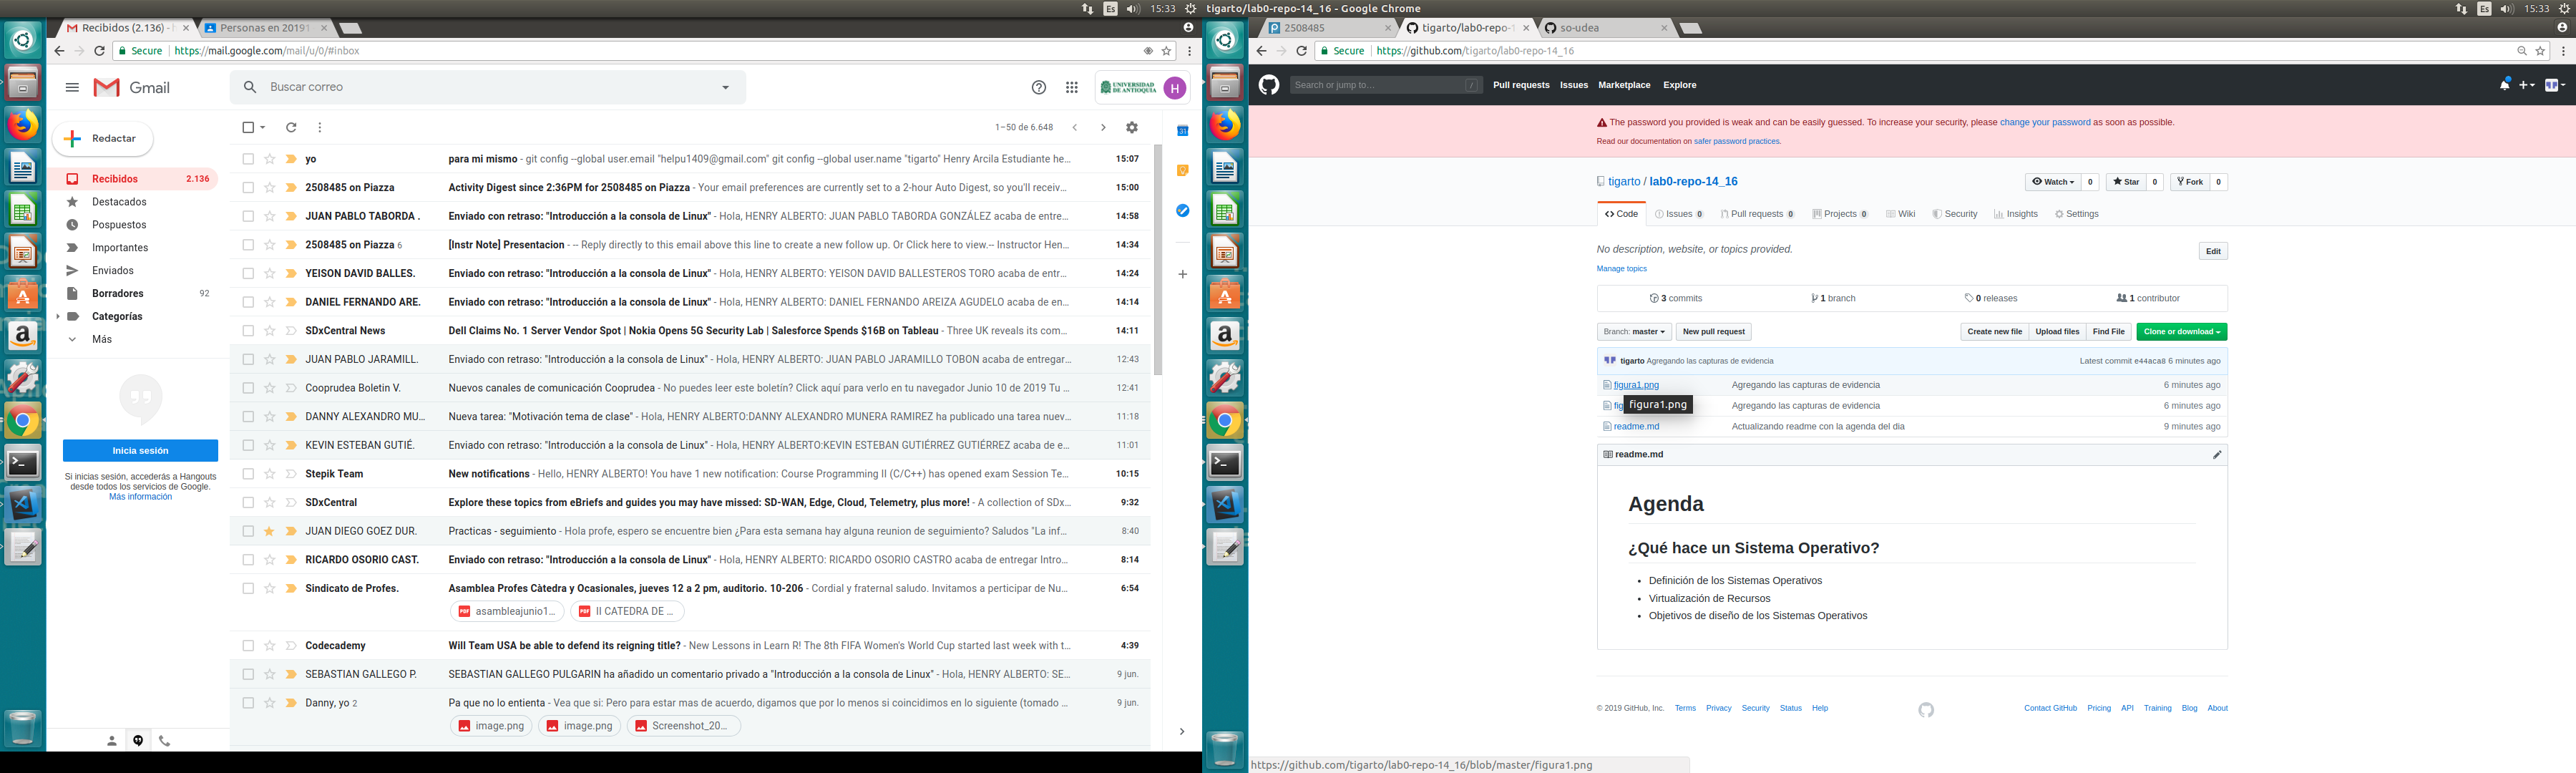 Es 15:33
Recibidos (2.136) - h
Personas en 20191
Secure https://mail.google.com/mail/u/0/#inbox
Gmail
Buscar correo
UNIVERSIDAD DE ANTIOQUIA
H
Redactar
1–50 de 6.648
Recibidos 2.136
Destacados
Pospuestos
Importantes
Enviados
Borradores 92
Categorías
Más
Inicia sesión
Si inicias sesión, accederás a Hangouts
desde todos los servicios de Google.
Más información
yo para mi mismo - git config --global user.email "helpu1409@gmail.com" git config --global user.name "tigarto" Henry Arcila Estudiante he… 15:07
2508485 on Piazza Activity Digest since 2:36PM for 2508485 on Piazza - Your email preferences are currently set to a 2-hour Auto Digest, so you'll receiv… 15:00
JUAN PABLO TABORDA . Enviado con retraso: "Introducción a la consola de Linux" - Hola, HENRY ALBERTO: JUAN PABLO TABORDA GONZÁLEZ acaba de entre… 14:58
2508485 on Piazza 6 [Instr Note] Presentacion - -- Reply directly to this email above this line to create a new follow up. Or Click here to view.-- Instructor Hen… 14:34
YEISON DAVID BALLES. Enviado con retraso: "Introducción a la consola de Linux" - Hola, HENRY ALBERTO: YEISON DAVID BALLESTEROS TORO acaba de entr… 14:24
DANIEL FERNANDO ARE. Enviado con retraso: "Introducción a la consola de Linux" - Hola, HENRY ALBERTO: DANIEL FERNANDO AREIZA AGUDELO acaba de en… 14:14
SDxCentral News Dell Claims No. 1 Server Vendor Spot | Nokia Opens 5G Security Lab | Salesforce Spends $16B on Tableau - Three UK reveals its com… 14:11
JUAN PABLO JARAMILL. Enviado con retraso: "Introducción a la consola de Linux" - Hola, HENRY ALBERTO: JUAN PABLO JARAMILLO TOBON acaba de entregar… 12:43
Cooprudea Boletin V. Nuevos canales de comunicación Cooprudea - No puedes leer este boletín? Click aquí para verlo en tu navegador Junio 10 de 2019 Tu … 12:41
DANNY ALEXANDRO MU… Nueva tarea: "Motivación tema de clase" - Hola, HENRY ALBERTO:DANNY ALEXANDRO MUNERA RAMIREZ ha publicado una tarea nuev… 11:18
KEVIN ESTEBAN GUTIÉ. Enviado con retraso: "Introducción a la consola de Linux" - Hola, HENRY ALBERTO:KEVIN ESTEBAN GUTIÉRREZ GUTIÉRREZ acaba de e… 11:01
Stepik Team New notifications - Hello, HENRY ALBERTO! You have 1 new notification: Course Programming II (C/C++) has opened exam Session Te… 10:15
SDxCentral Explore these topics from eBriefs and guides you may have missed: SD-WAN, Edge, Cloud, Telemetry, plus more! - A collection of SDx… 9:32
JUAN DIEGO GOEZ DUR. Practicas - seguimiento - Hola profe, espero se encuentre bien ¿Para esta semana hay alguna reunion de seguimiento? Saludos "La inf… 8:40
RICARDO OSORIO CAST. Enviado con retraso: "Introducción a la consola de Linux" - Hola, HENRY ALBERTO: RICARDO OSORIO CASTRO acaba de entregar Intro… 8:14
Sindicato de Profes. Asamblea Profes Càtedra y Ocasionales, jueves 12 a 2 pm, auditorio. 10-206 - Cordial y fraternal saludo. Invitamos a perticipar de Nu… 6:54
PDF asambleajunio1… PDF II CATEDRA DE …
Codecademy Will Team USA be able to defend its reigning title? - New Lessons in Learn R! The 8th FIFA Women's World Cup started last week with t… 4:39
SEBASTIAN GALLEGO P. SEBASTIAN GALLEGO PULGARIN ha añadido un comentario privado a "Introducción a la consola de Linux" - Hola, HENRY ALBERTO: SE… 9 jun.
Danny, yo 2 Pa que no lo entienta - Vea que si: Pero para estar mas de acuerdo, digamos que por lo menos si coincidimos en lo siguiente (tomado … 9 jun.
image.png image.png Screenshot_20…
31
tigarto/lab0-repo-14_16 - Google Chrome Es 15:33
2508485
tigarto/lab0-repo-1
so-udea
Secure https://github.com/tigarto/lab0-repo-14_16
Search or jump to… / Pull requests Issues Marketplace Explore
The password you provided is weak and can be easily guessed. To increase your security, please change your password as soon as possible.
Read our documentation on safer password practices.
tigarto / lab0-repo-14_16
Watch 0 Star 0 Fork 0
Code Issues 0 Pull requests 0 Projects 0 Wiki Security Insights Settings
No description, website, or topics provided. Edit
Manage topics
3 commits 1 branch 0 releases 1 contributor
Branch: master New pull request Create new file Upload files Find File Clone or download
tigarto Agregando las capturas de evidencia Latest commit e44aca8 6 minutes ago
figura1.png Agregando las capturas de evidencia 6 minutes ago
fig Agregando las capturas de evidencia 6 minutes ago
figura1.png
readme.md Actualizando readme con la agenda del dia 9 minutes ago
readme.md
Agenda
¿Qué hace un Sistema Operativo?
• Definición de los Sistemas Operativos
• Virtualización de Recursos
• Objetivos de diseño de los Sistemas Operativos
© 2019 GitHub, Inc. Terms Privacy Security Status Help
Contact GitHub Pricing API Training Blog About
https://github.com/tigarto/lab0-repo-14_16/blob/master/figura1.png